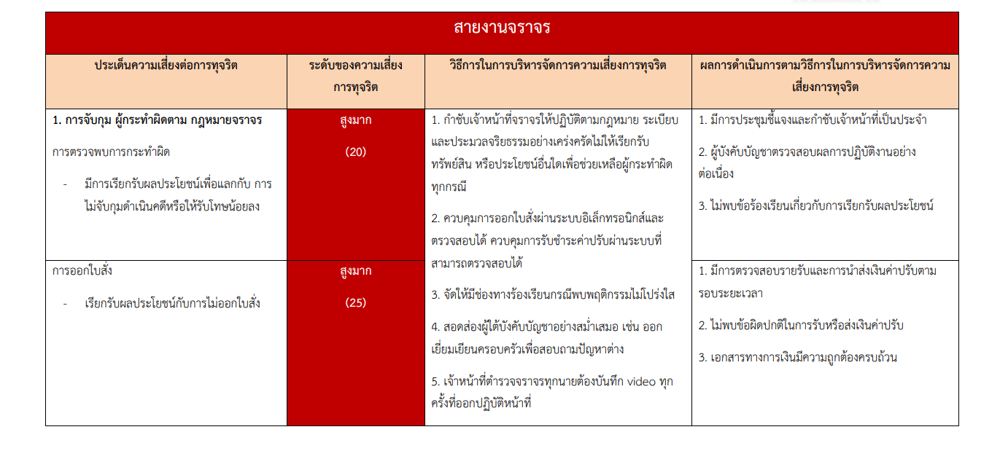 สายงานจราจร
ประเด็นความเสี่ยงต่อการทุจริต
ระดับของความเสี่ยง
การทุจริต
วิธีการในการบริหารจัดการความเสี่ยงการทุจริต
ผลการดำเนินการตามวิธีการในการบริหารจัดการความ
เสี่ยงการทุจริต
1. การจับกุม ผู้กระทำผิดตาม กฎหมายจราจร
การตรวจพบการกระทำผิด
- มีการเรียกรับผลประโยชน์เพื่อแลกกับ การ
ไม่จับกุมดำเนินคดีหรือให้รับโทษน้อยลง
สูงมาก
(20)
1. กำชับเจ้าหน้าที่จราจรให้ปฏิบัติตามกฎหมาย ระเบียบ
และประมวลจริยธรรมอย่างเคร่งครัดไม่ให้เรียกรับ
ทรัพย์สิน หรือประโยชน์อื่นใดเพื่อช่วยเหลือผู้กระทำผิด
ทุกกรณี
2. ควบคุมการออกใบสั่งผ่านระบบอิเล็กทรอนิกส์และ
ตรวจสอบได้ ควบคุมการรับชำระค่าปรับผ่านระบบที่
สามารถตรวจสอบได้
3. จัดให้มีช่องทางร้องเรียนกรณีพบพฤติกรรมไม่โปร่งใส
4. สอดส่องผู้ใต้บังคับบัญชาอย่างสม่ำเสมอ เช่น ออก
เยี่ยมเยียนครอบครัวเพื่อสอบถามปัญหาต่าง
5. เจ้าหน้าที่ตำรวจจราจรทุกนายต้องบันทึก video ทุก
ครั้งที่ออกปฏิบัติหน้าที่
1. มีการประชุมชี้แจงและกำชับเจ้าหน้าที่เป็นประจำ
2. ผู้บังคับบัญชาตรวจสอบผลการปฏิบัติงานอย่าง
ต่อเนื่อง
3. ไม่พบข้อร้องเรียนเกี่ยวกับการเรียกรับผลประโยชน์
การออกใบสั่ง
- เรียกรับผลประโยชน์กับการไม่ออกใบสั่ง
สูงมาก
(25)
1. มีการตรวจสอบรายรับและการนำส่งเงินค่าปรับตาม
รอบระยะเวลา
2. ไม่พบข้อผิดปกติในการรับหรือส่งเงินค่าปรับ
3. เอกสารทางการเงินมีความถูกต้องครบถ้วน